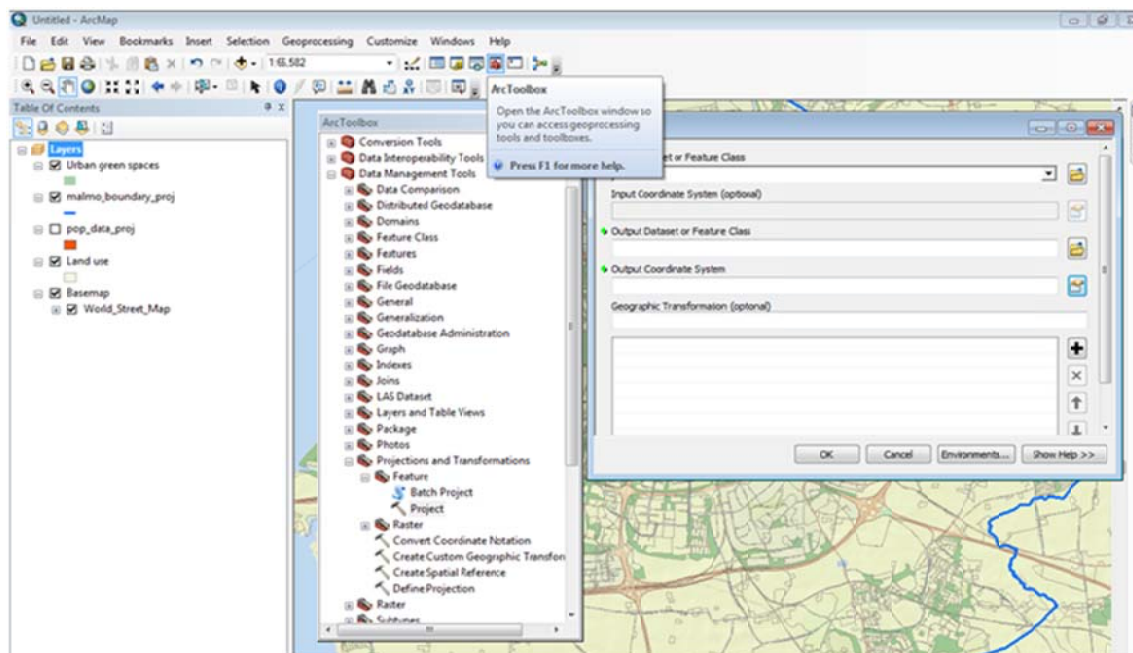 Untitled - ArcMap
File Edit View Bookmarks Insert Selection Geoprocessing Customize Windows Help
1:65,582
Table Of Contents
Layers
Urban green spaces
malmo_boundary_proj
pop_data_proj
Land use
Basemap
World_Street_Map
ArcToolbox
Conversion Tools
Data Interoperability Tools
Data Management Tools
Data Comparison
Distributed Geodatabase
Domains
Feature Class
Features
Fields
File Geodatabase
General
Generalization
Geodatabase Administration
Graph
Indexes
Joins
LAS Dataset
Layers and Table Views
Package
Photos
Projections and Transformations
Feature
Batch Project
Project
Raster
Convert Coordinate Notation
Create Custom Geographic Transfor
Create Spatial Reference
Define Projection
Raster
Subtypes
ArcToolbox
Open the ArcToolbox window so
you can access geoprocessing
tools and toolboxes.
Press F1 for more help.
or Feature Class
Input Coordinate System (optional)
Output Dataset or Feature Class
Output Coordinate System
Geographic Transformation (optional)
OK Cancel Environments... Show Help >>